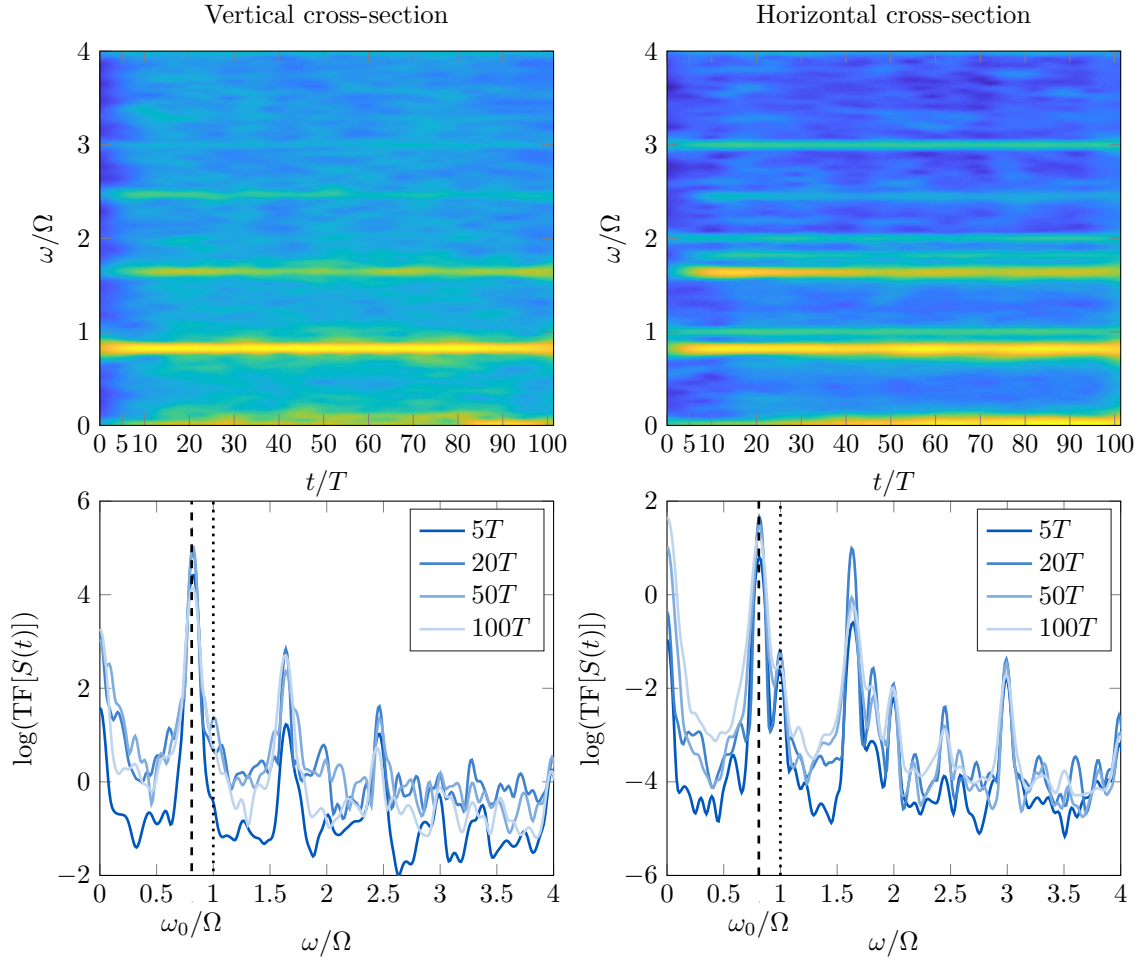 Vertical cross-section
Horizontal cross-section
4
3
2
1
0
ω/Ω
0 5 10 20 30 40 50 60 70 80 90 100
t/T
4
3
2
1
0
ω/Ω
0 5 10 20 30 40 50 60 70 80 90 100
t/T
6
4
2
0
−2
log(TF[S(t)])
5T
20T
50T
100T
0 0.5 1 1.5 2 2.5 3 3.5 4
ω₀/Ω
ω/Ω
2
0
−2
−4
−6
log(TF[S(t)])
5T
20T
50T
100T
0 0.5 1 1.5 2 2.5 3 3.5 4
ω₀/Ω
ω/Ω